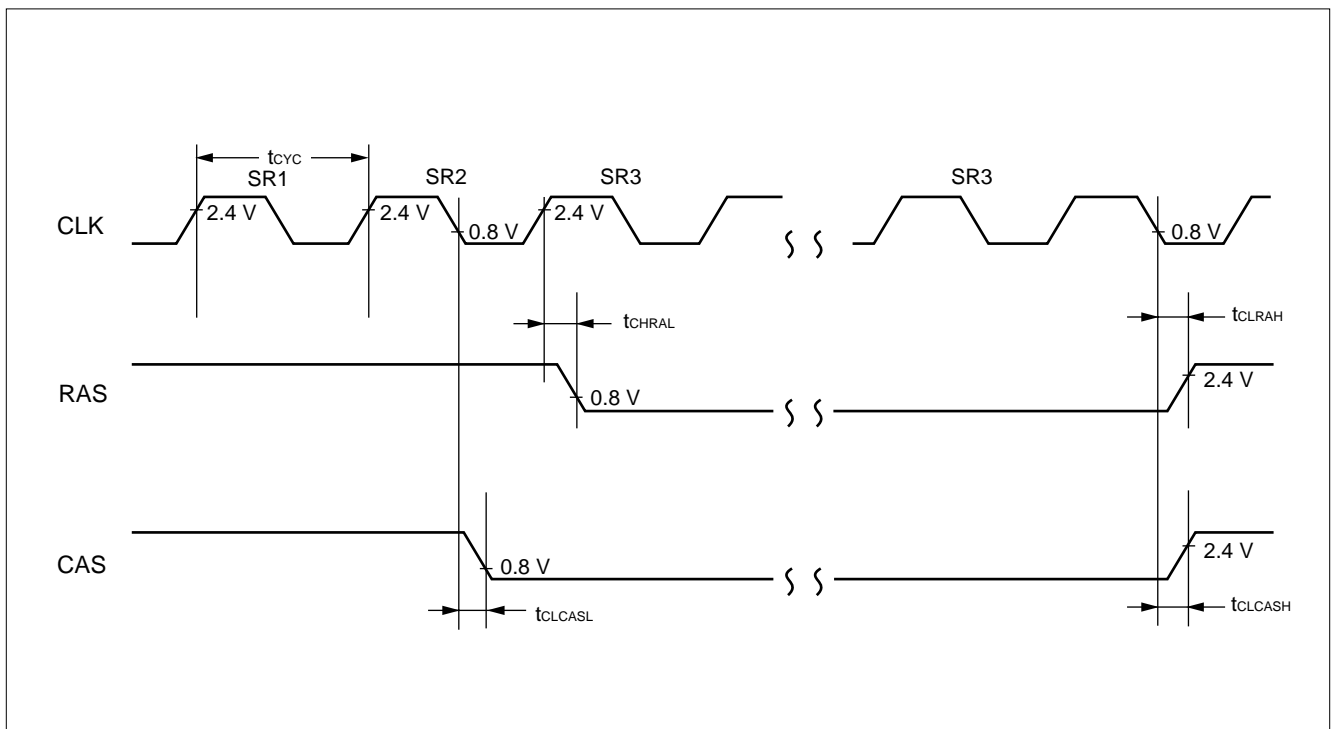 tCYC
SR1 SR2 SR3 SR3
CLK 2.4 V 2.4 V 0.8 V 2.4 V 0.8 V
tCHRAL tCLRAH
RAS 0.8 V 2.4 V
CAS 0.8 V 2.4 V
tCLCASL tCLCASH